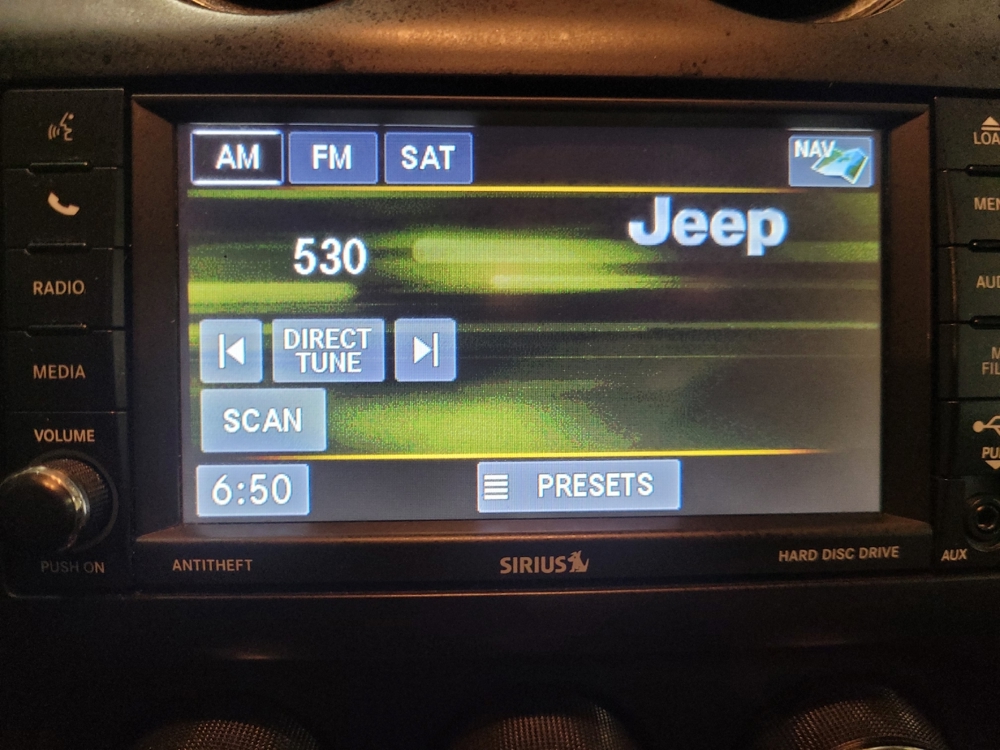 AM FM SAT NAV
Jeep
530
DIRECT
TUNE
SCAN
6:50 PRESETS
RADIO
MEDIA
VOLUME
PUSH ON
ANTITHEFT SIRIUS HARD DISC DRIVE
AUX